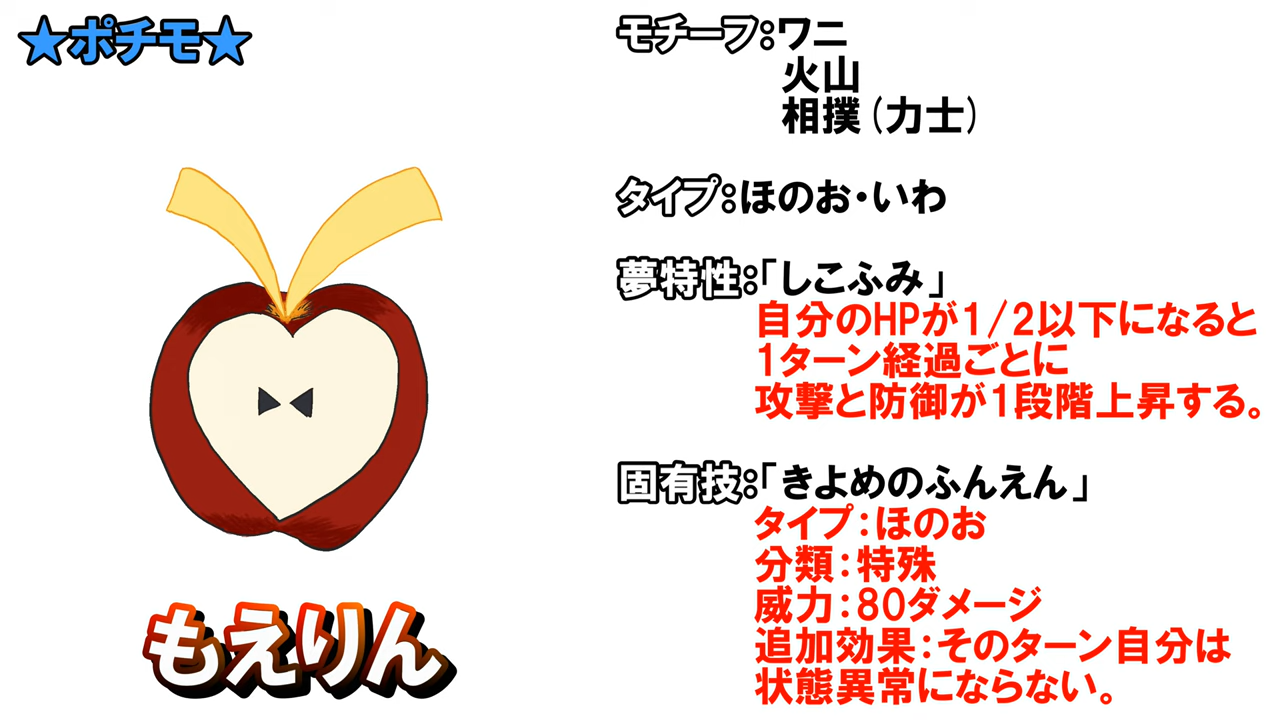 ★ポチモ★
もえりん
モチーフ：ワニ
火山
相撲（力士）
タイプ：ほのお・いわ
夢特性：「しこふみ」
自分のHPが1/2以下になると
1ターン経過ごとに
攻撃と防御が1段階上昇する。
固有技：「きよめのふんえん」
タイプ：ほのお
分類：特殊
威力：80ダメージ
追加効果：そのターン自分は
状態異常にならない。